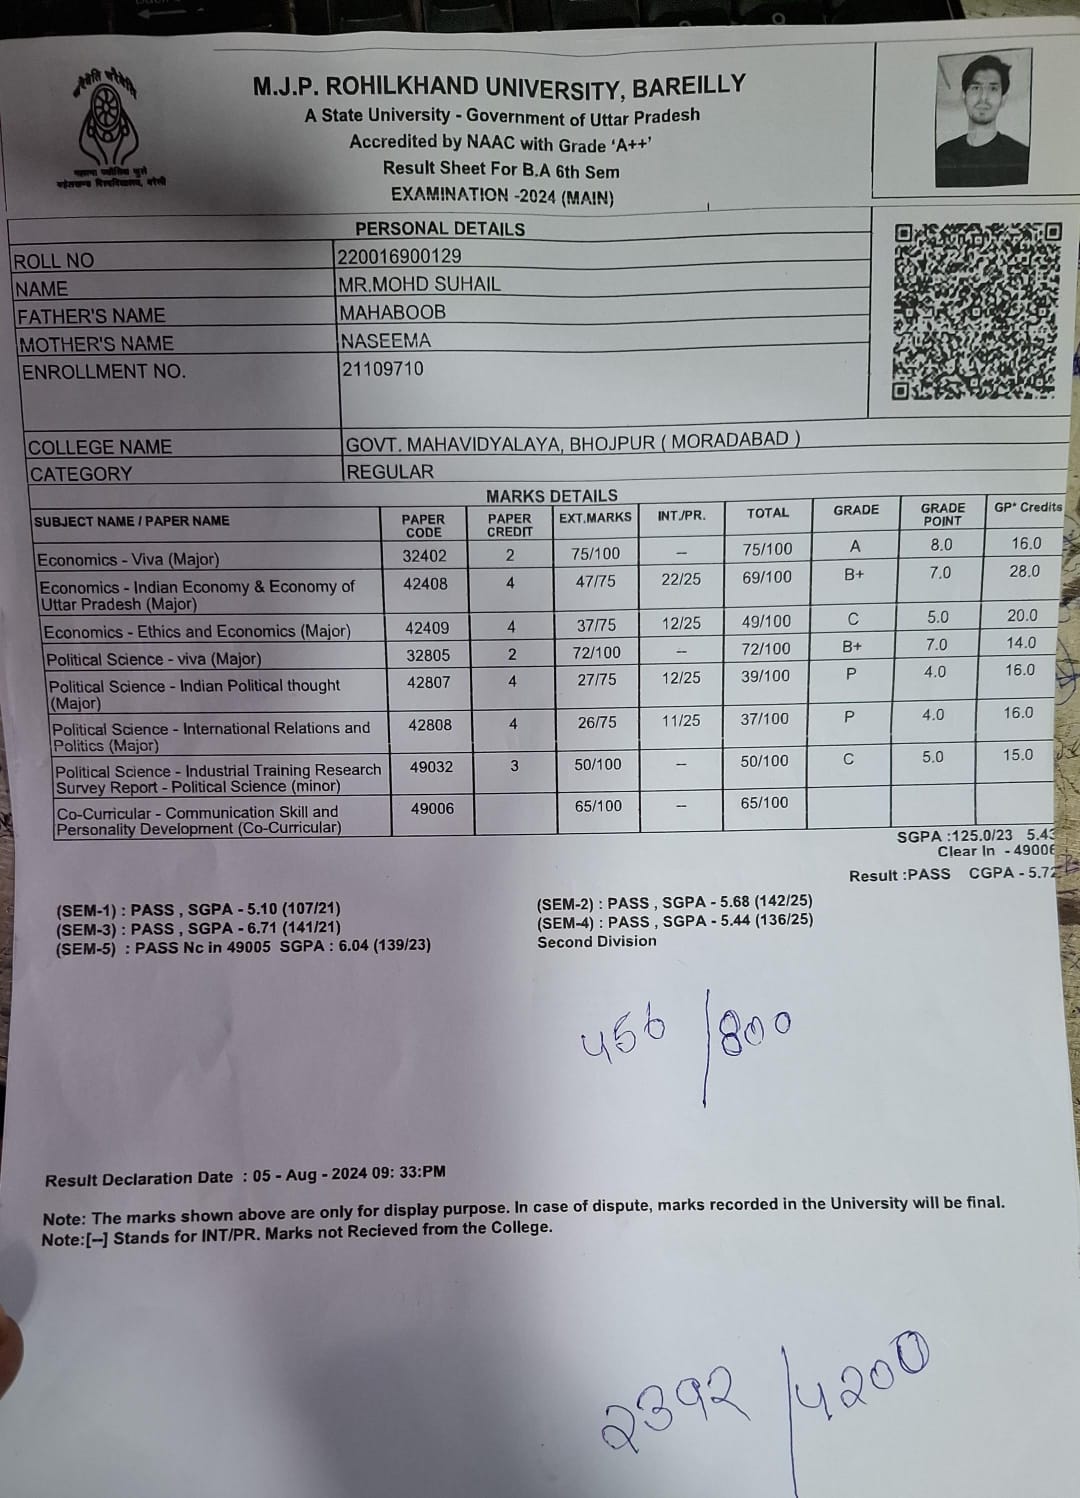 M.J.P. ROHILKHAND UNIVERSITY, BAREILLY
A State University - Government of Uttar Pradesh
Accredited by NAAC with Grade ‘A++’
Result Sheet For B.A 6th Sem
EXAMINATION -2024 (MAIN)
महात्मा ज्योतिबा फुले
रुहेलखण्ड विश्वविद्यालय, बरेली
PERSONAL DETAILS
ROLL NO 220016900129
NAME MR.MOHD SUHAIL
FATHER'S NAME MAHABOOB
MOTHER'S NAME NASEEMA
ENROLLMENT NO. 21109710
COLLEGE NAME GOVT. MAHAVIDYALAYA, BHOJPUR ( MORADABAD )
CATEGORY REGULAR
MARKS DETAILS
SUBJECT NAME / PAPER NAME PAPER CODE PAPER CREDIT EXT.MARKS INT./PR. TOTAL GRADE GRADE POINT GP* Credits
Economics - Viva (Major) 32402 2 75/100 -- 75/100 A 8.0 16.0
Economics - Indian Economy & Economy of 42408 4 47/75 22/25 69/100 B+ 7.0 28.0
Uttar Pradesh (Major)
Economics - Ethics and Economics (Major) 42409 4 37/75 12/25 49/100 C 5.0 20.0
Political Science - viva (Major) 32805 2 72/100 -- 72/100 B+ 7.0 14.0
Political Science - Indian Political thought 42807 4 27/75 12/25 39/100 P 4.0 16.0
(Major)
Political Science - International Relations and 42808 4 26/75 11/25 37/100 P 4.0 16.0
Politics (Major)
Political Science - Industrial Training Research 49032 3 50/100 -- 50/100 C 5.0 15.0
Survey Report - Political Science (minor)
Co-Curricular - Communication Skill and 49006 65/100 -- 65/100
Personality Development (Co-Curricular)
SGPA :125.0/23 5.43
Clear In - 49006
Result :PASS CGPA - 5.72
(SEM-1) : PASS , SGPA - 5.10 (107/21) (SEM-2) : PASS , SGPA - 5.68 (142/25)
(SEM-3) : PASS , SGPA - 6.71 (141/21) (SEM-4) : PASS , SGPA - 5.44 (136/25)
(SEM-5) : PASS Nc in 49005 SGPA : 6.04 (139/23) Second Division
456 / 800
Result Declaration Date : 05 - Aug - 2024 09: 33:PM
Note: The marks shown above are only for display purpose. In case of dispute, marks recorded in the University will be final.
Note:[--] Stands for INT/PR. Marks not Recieved from the College.
2392 / 4200